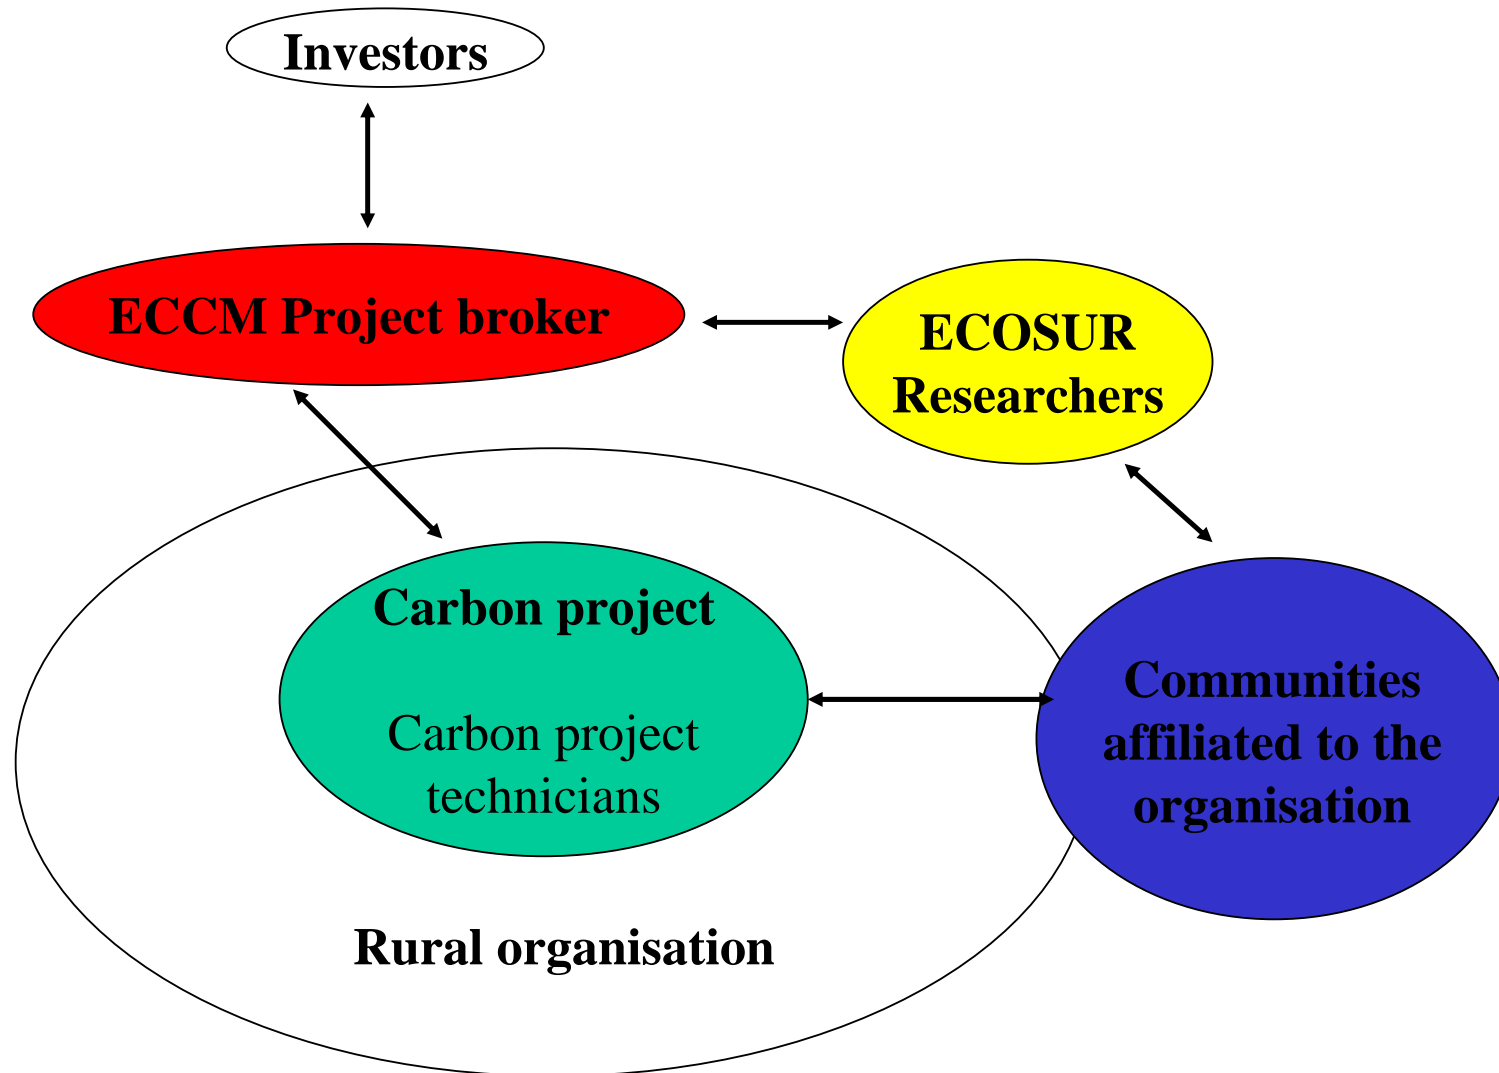 Investors
ECCM Project broker
ECOSUR
Researchers
Carbon project
Carbon project
technicians
Communities
affiliated to the
organisation
Rural organisation